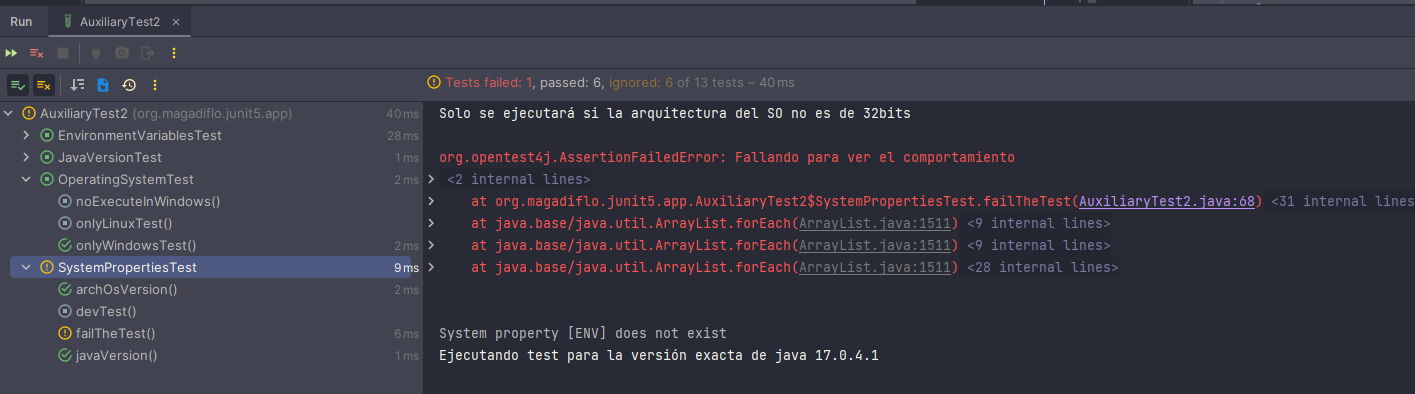 Run AuxiliaryTest2
Tests failed: 1, passed: 6, ignored: 6 of 13 tests – 40 ms
AuxiliaryTest2 (org.magadiflo.junit5.app) 40 ms
EnvironmentVariablesTest 28 ms
JavaVersionTest 1 ms
OperatingSystemTest 2 ms
noExecuteInWindows()
onlyLinuxTest()
onlyWindowsTest() 2 ms
SystemPropertiesTest 9 ms
archOsVersion() 2 ms
devTest()
failTheTest() 6 ms
javaVersion() 1 ms
Solo se ejecutará si la arquitectura del SO no es de 32bits
org.opentest4j.AssertionFailedError: Fallando para ver el comportamiento
<2 internal lines>
at org.magadiflo.junit5.app.AuxiliaryTest2$SystemPropertiesTest.failTheTest(AuxiliaryTest2.java:68) <31 internal lines
at java.base/java.util.ArrayList.forEach(ArrayList.java:1511) <9 internal lines>
at java.base/java.util.ArrayList.forEach(ArrayList.java:1511) <9 internal lines>
at java.base/java.util.ArrayList.forEach(ArrayList.java:1511) <28 internal lines>
System property [ENV] does not exist
Ejecutando test para la versión exacta de java 17.0.4.1